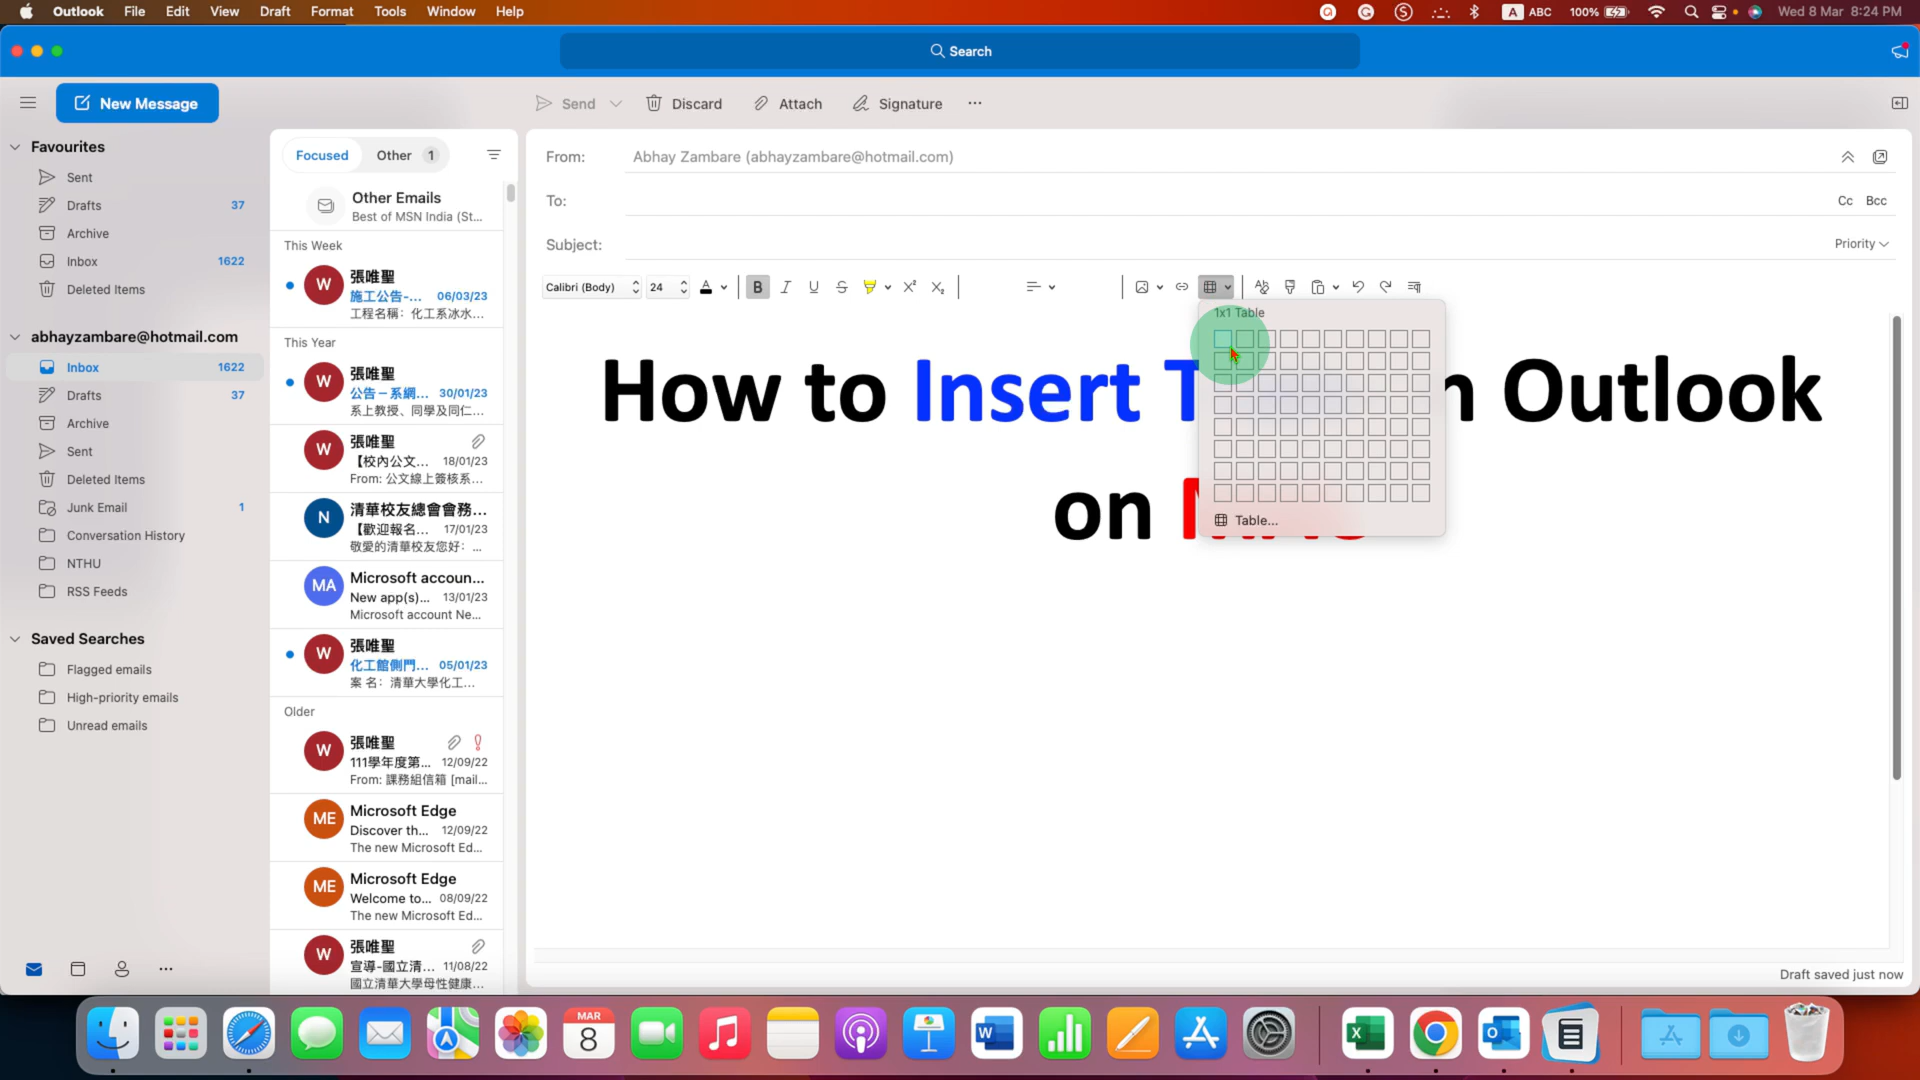 Outlook File Edit View Draft Format Tools Window Help
A ABC 100% Wed 8 Mar 8:24 PM
Search
New Message
Send Discard Attach Signature
Favourites
Sent
Drafts 37
Archive
Inbox 1622
Deleted Items
abhayzambare@hotmail.com
Inbox 1622
Drafts 37
Archive
Sent
Deleted Items
Junk Email 1
Conversation History
NTHU
RSS Feeds
Saved Searches
Flagged emails
High-priority emails
Unread emails
Focused Other 1
Other Emails
Best of MSN India (St...
This Week
W 張唯聖
施工公告-... 06/03/23
工程名稱: 化工系冰水...
This Year
W 張唯聖
公告－系網... 30/01/23
系上教授、同學及同仁...
W 張唯聖
【校內公文... 18/01/23
From: 公文線上簽核系...
N 清華校友總會會務...
【歡迎報名... 17/01/23
敬愛的清華校友您好: ...
MA Microsoft accoun...
New app(s)... 13/01/23
Microsoft account Ne...
W 張唯聖
化工館側門... 05/01/23
案 名: 清華大學化工...
Older
W 張唯聖
111學年度第... 12/09/22
From: 課務組信箱 [mail...
ME Microsoft Edge
Discover th... 12/09/22
The new Microsoft Ed...
ME Microsoft Edge
Welcome to... 08/09/22
The new Microsoft Ed...
W 張唯聖
宣導-國立清... 11/08/22
國立清華大學母性健康...
From: Abhay Zambare (abhayzambare@hotmail.com)
To: Cc Bcc
Subject: Priority
Calibri (Body) 24 A B I U S X² X₂
1x1 Table
Table...
How to Insert T n Outlook
on
Draft saved just now
MAR
8
W
X
O